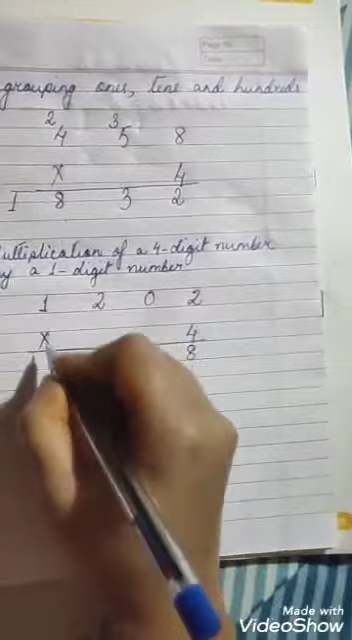 grouping ones, tens and hundreds
2 3
4 5 8
X 4
1 8 3 2
Multiplication of a 4-digit number
by a 1-digit number
1 2 0 2
X 4
8
Made with
VideoShow